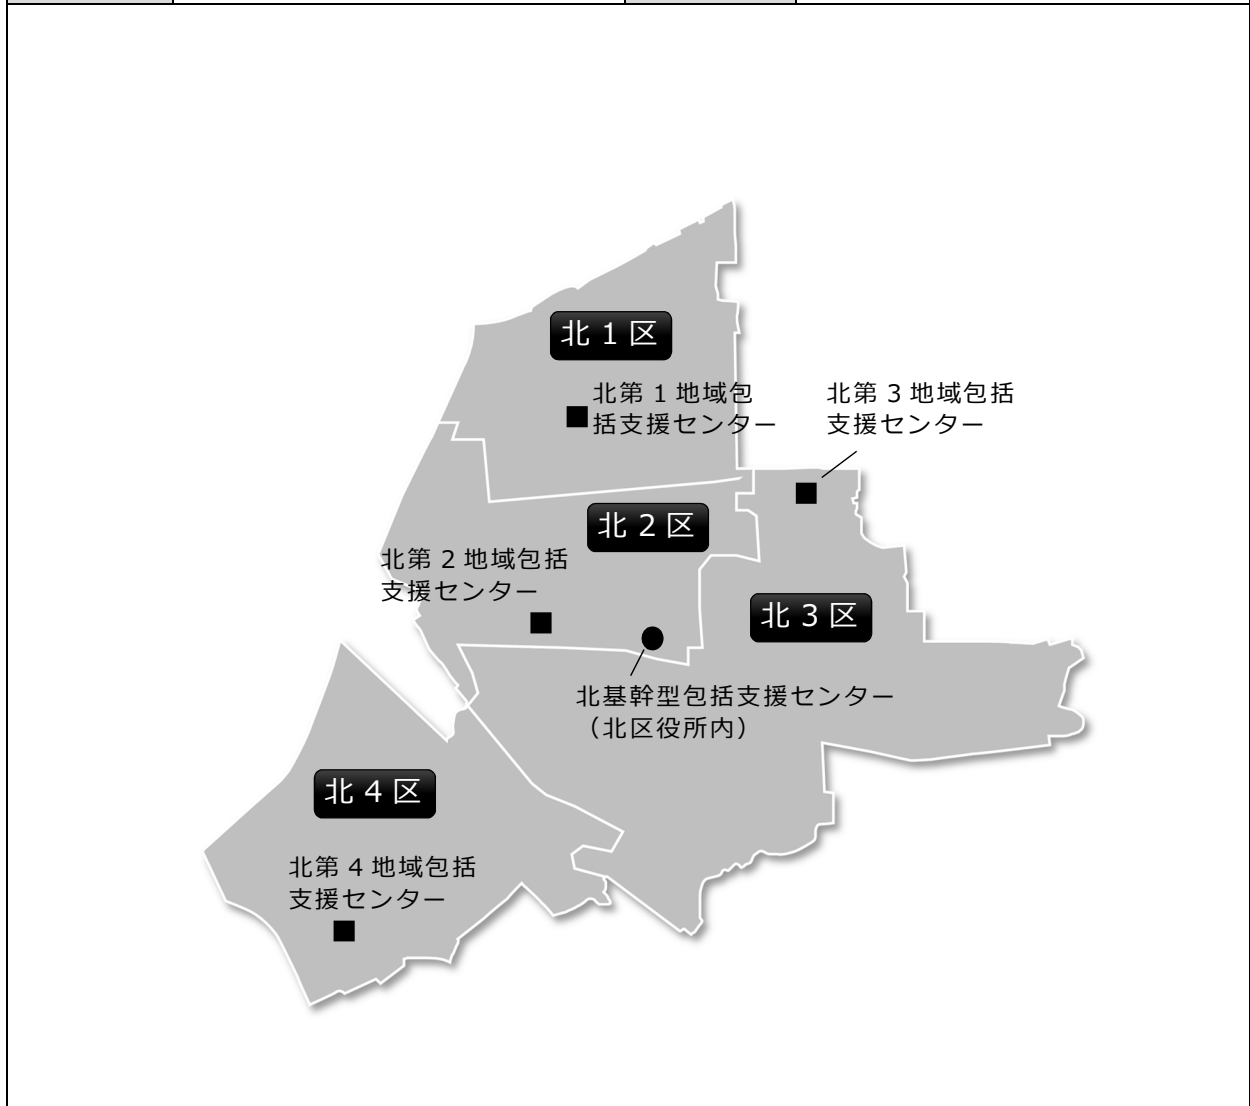 北１区
北第１地域包
括支援センター
北第３地域包括
支援センター
北２区
北第２地域包括
支援センター
北３区
北基幹型包括支援センター
（北区役所内）
北４区
北第４地域包括
支援センター